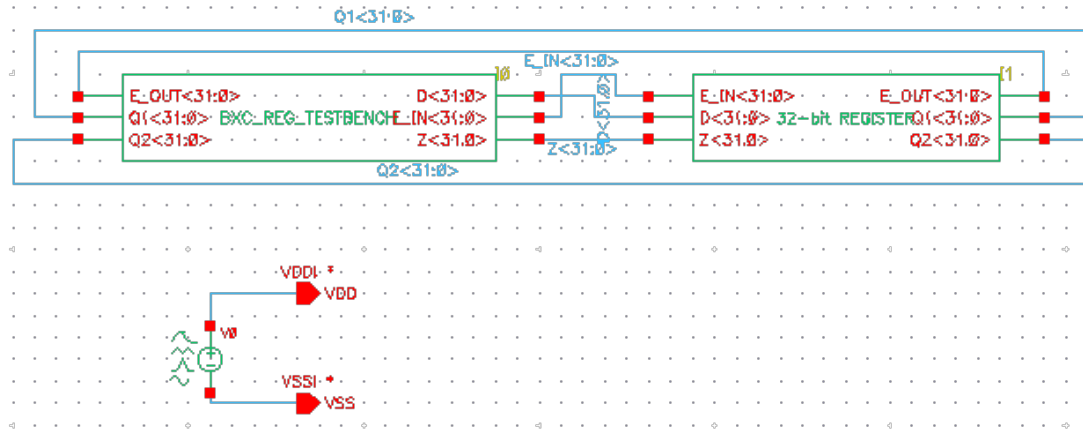 Q1<31:0>
E_IN<31:0>
I0
I1
E_OUT<31:0>
D<31:0>
Q1<31:0>
BXC_REG_TESTBENCH
E_IN<31:0>
Q2<31:0>
Z<31:0>
D<31:0>
Z<31:0>
E_IN<31:0>
E_OUT<31:0>
D<31:0>
32-bit REGISTER
Q1<31:0>
Z<31:0>
Q2<31:0>
Q2<31:0>
VDD! *
VDD
V0
VSS! *
VSS